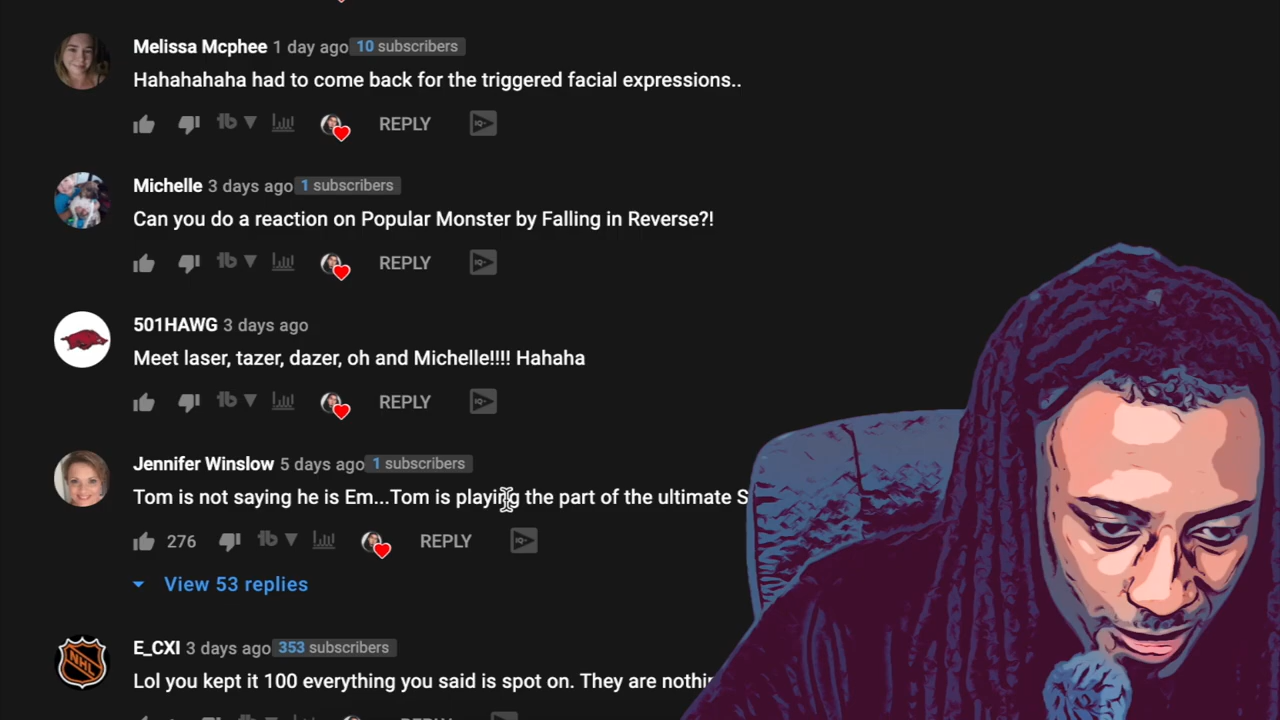 Melissa Mcphee 1 day ago 10 subscribers
Hahahahaha had to come back for the triggered facial expressions..
REPLY
Michelle 3 days ago 1 subscribers
Can you do a reaction on Popular Monster by Falling in Reverse?!
REPLY
501HAWG 3 days ago
Meet laser, tazer, dazer, oh and Michelle!!!! Hahaha
REPLY
Jennifer Winslow 5 days ago 1 subscribers
Tom is not saying he is Em...Tom is playing the part of the ultimate S
276 REPLY
View 53 replies
E_CXI 3 days ago 353 subscribers
Lol you kept it 100 everything you said is spot on. They are